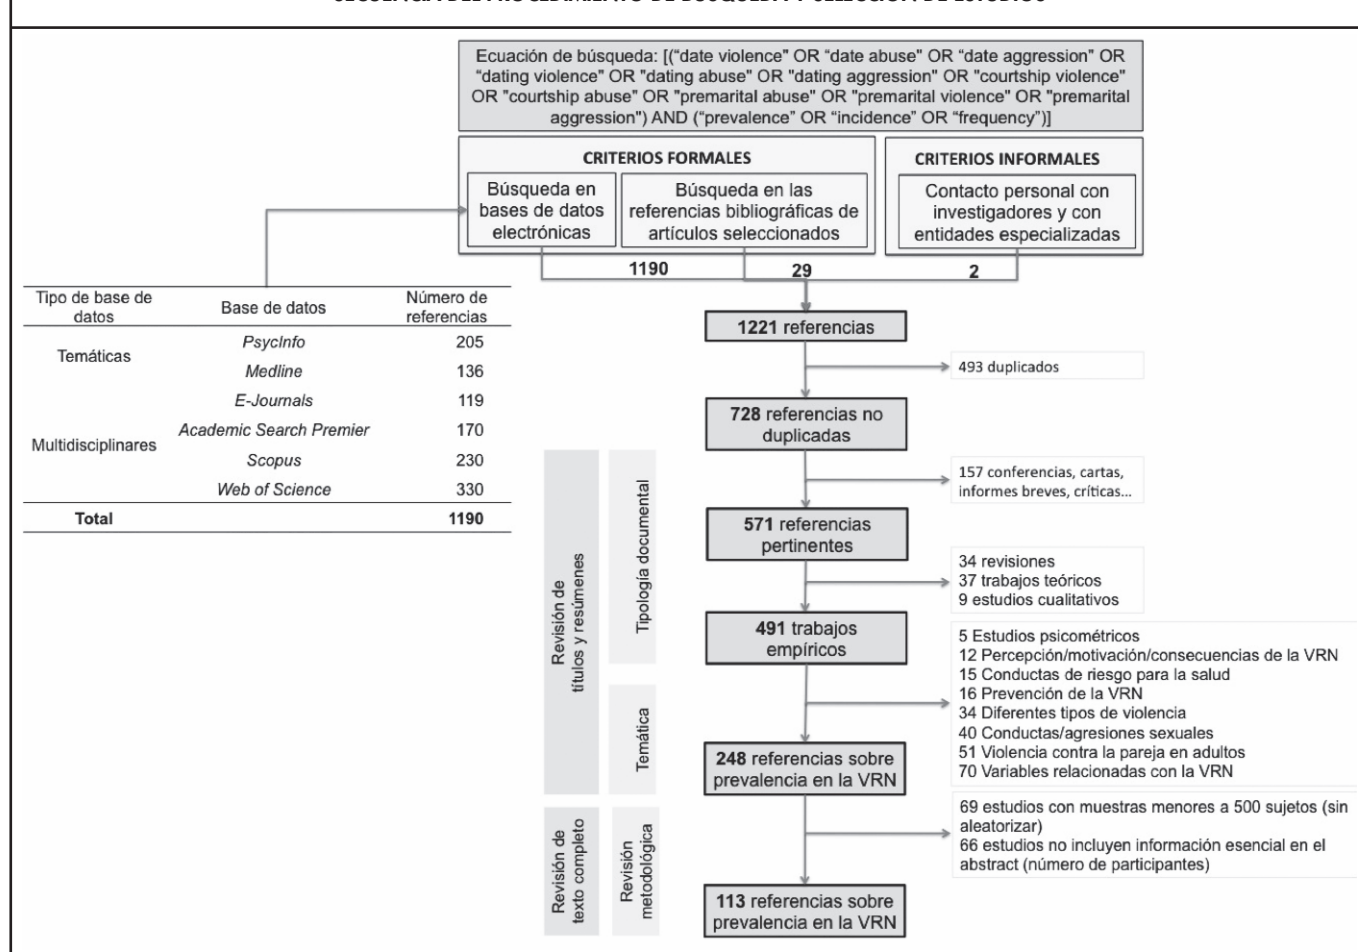 Ecuación de búsqueda: [(“date violence" OR “date abuse" OR “date aggression" OR
“dating violence" OR "dating abuse" OR "dating aggression" OR "courtship violence"
OR "courtship abuse" OR "premarital abuse" OR "premarital violence" OR "premarital
aggression") AND (“prevalence” OR “incidence” OR “frequency”)]
CRITERIOS FORMALES
Búsqueda en
bases de datos
electrónicas
Búsqueda en las
referencias bibliográficas de
artículos seleccionados
CRITERIOS INFORMALES
Contacto personal con
investigadores y con
entidades especializadas
1190
29
2
Tipo de base de
datos
Base de datos
Número de
referencias
Temáticas
PsycInfo 205
Medline 136
Multidisciplinares
E-Journals 119
Academic Search Premier 170
Scopus 230
Web of Science 330
Total 1190
1221 referencias
493 duplicados
728 referencias no
duplicadas
157 conferencias, cartas,
informes breves, críticas...
571 referencias
pertinentes
34 revisiones
37 trabajos teóricos
9 estudios cualitativos
491 trabajos
empíricos
5 Estudios psicométricos
12 Percepción/motivación/consecuencias de la VRN
15 Conductas de riesgo para la salud
16 Prevención de la VRN
34 Diferentes tipos de violencia
40 Conductas/agresiones sexuales
51 Violencia contra la pareja en adultos
70 Variables relacionadas con la VRN
248 referencias sobre
prevalencia en la VRN
69 estudios con muestras menores a 500 sujetos (sin
aleatorizar)
66 estudios no incluyen información esencial en el
abstract (número de participantes)
113 referencias sobre
prevalencia en la VRN
Revisión de
títulos y resúmenes
Tipología documental
Temática
Revisión de
texto completo
Revisión
metodológica